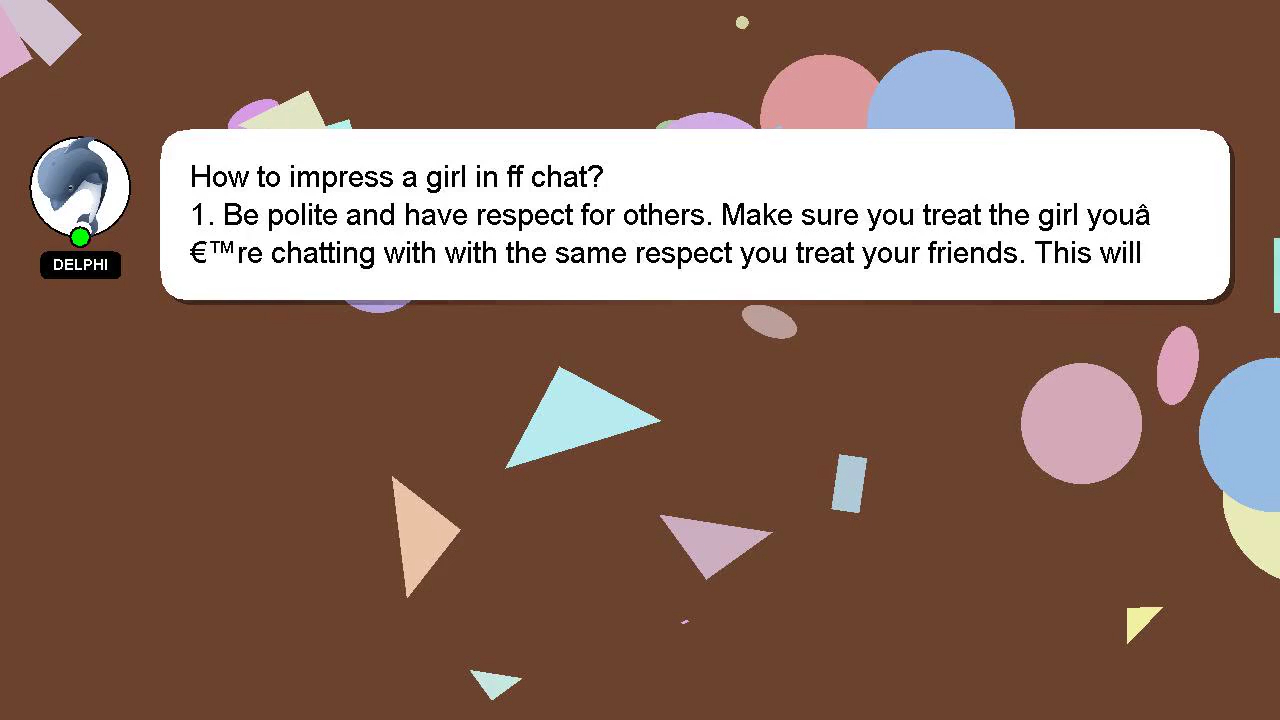 How to impress a girl in ff chat?
1. Be polite and have respect for others. Make sure you treat the girl youâ
€™re chatting with with the same respect you treat your friends. This will
DELPHI